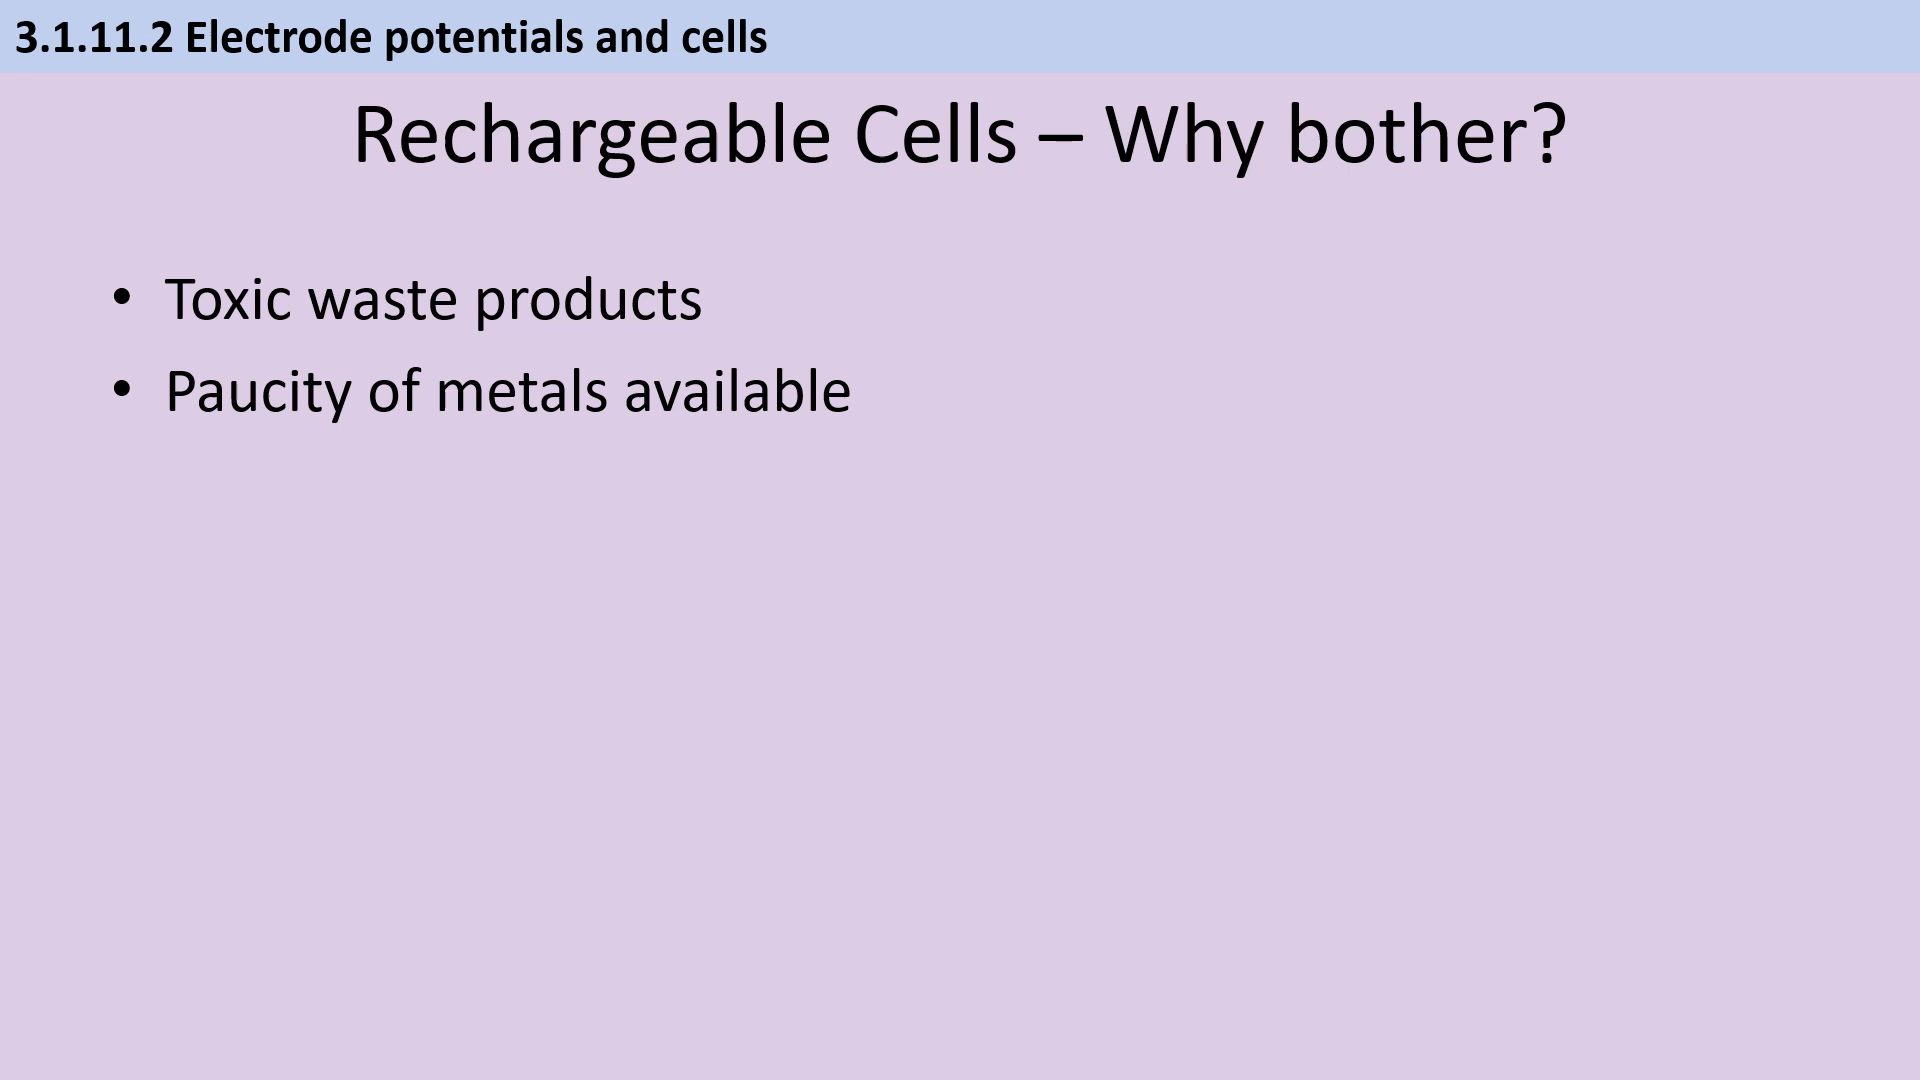 3.1.11.2 Electrode potentials and cells
Rechargeable Cells – Why bother?
• Toxic waste products
• Paucity of metals available